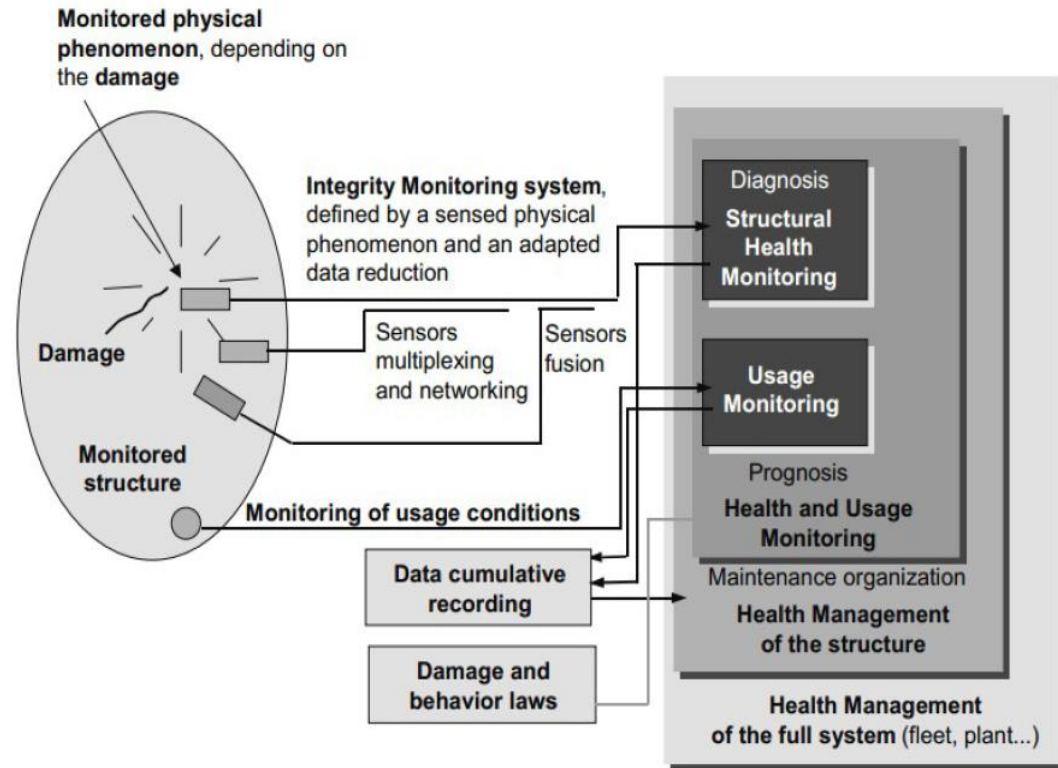 Monitored physical
phenomenon, depending on
the damage
Integrity Monitoring system,
defined by a sensed physical
phenomenon and an adapted
data reduction
Damage
Sensors
multiplexing
and networking
Sensors
fusion
Monitored
structure
Monitoring of usage conditions
Data cumulative
recording
Damage and
behavior laws
Diagnosis
Structural
Health
Monitoring
Usage
Monitoring
Prognosis
Health and Usage
Monitoring
Maintenance organization
Health Management
of the structure
Health Management
of the full system (fleet, plant...)